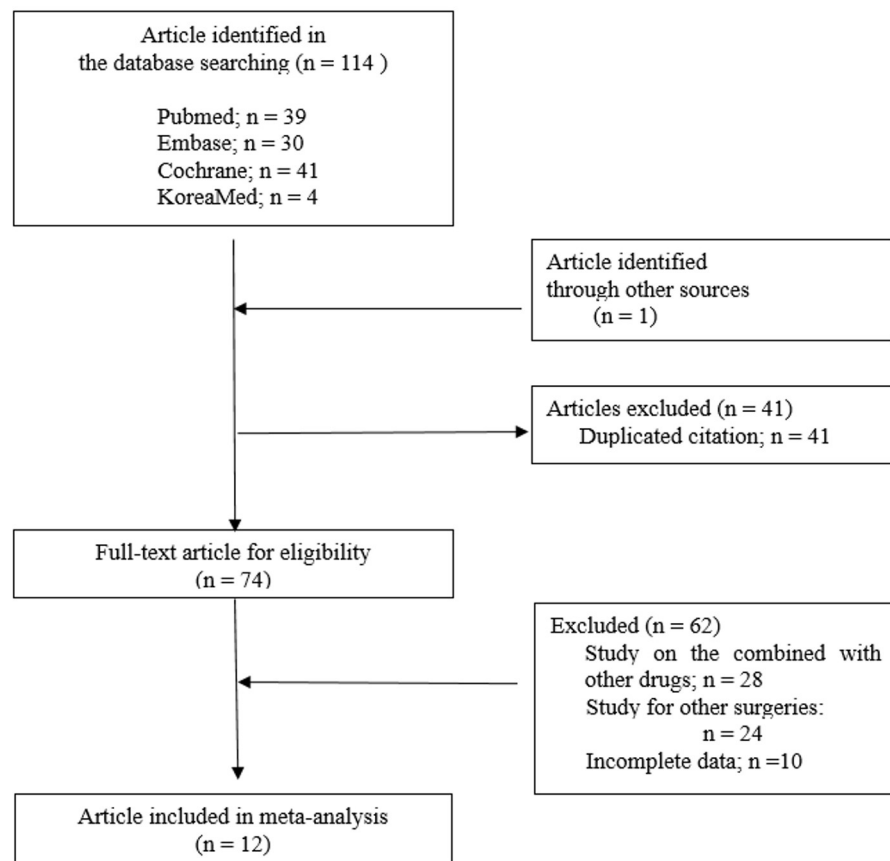 Article identified in
the database searching (n = 114 )
Pubmed; n = 39
Embase; n = 30
Cochrane; n = 41
KoreaMed; n = 4
Article identified
through other sources
(n = 1)
Articles excluded (n = 41)
Duplicated citation; n = 41
Full-text article for eligibility
(n = 74)
Excluded (n = 62)
Study on the combined with
other drugs; n = 28
Study for other surgeries:
n = 24
Incomplete data; n =10
Article included in meta-analysis
(n = 12)